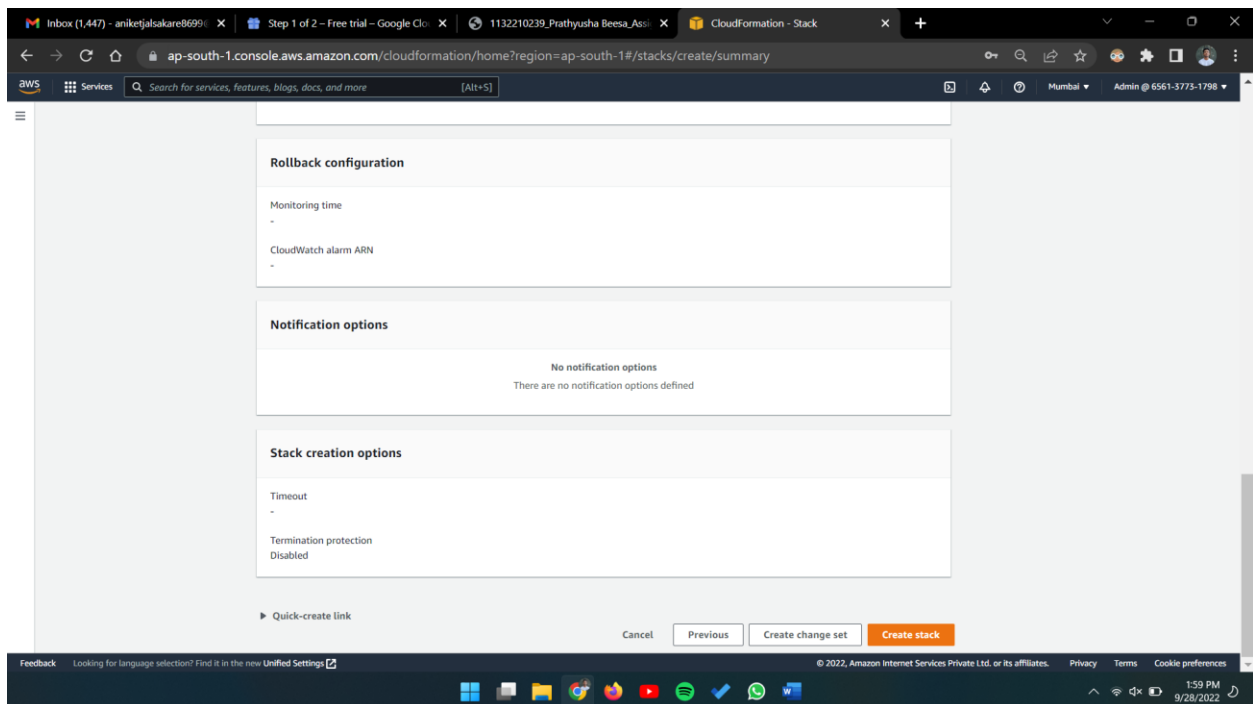 Inbox (1,447) - aniketjalsakare8699@
Step 1 of 2 – Free trial – Google Clo
1132210239_Prathyusha Beesa_Assi
CloudFormation - Stack
ap-south-1.console.aws.amazon.com/cloudformation/home?region=ap-south-1#/stacks/create/summary
aws
Services
Search for services, features, blogs, docs, and more
[Alt+S]
Mumbai
Admin @ 6561-3773-1798
Rollback configuration
Monitoring time
-
CloudWatch alarm ARN
-
Notification options
No notification options
There are no notification options defined
Stack creation options
Timeout
-
Termination protection
Disabled
Quick-create link
Cancel
Previous
Create change set
Create stack
Feedback
Looking for language selection? Find it in the new Unified Settings
© 2022, Amazon Internet Services Private Ltd. or its affiliates.
Privacy
Terms
Cookie preferences
1:59 PM
9/28/2022